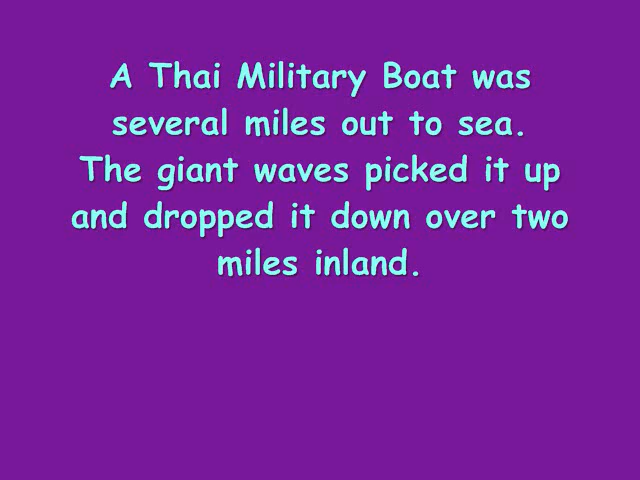 A Thai Military Boat was
several miles out to sea.
The giant waves picked it up
and dropped it down over two
miles inland.